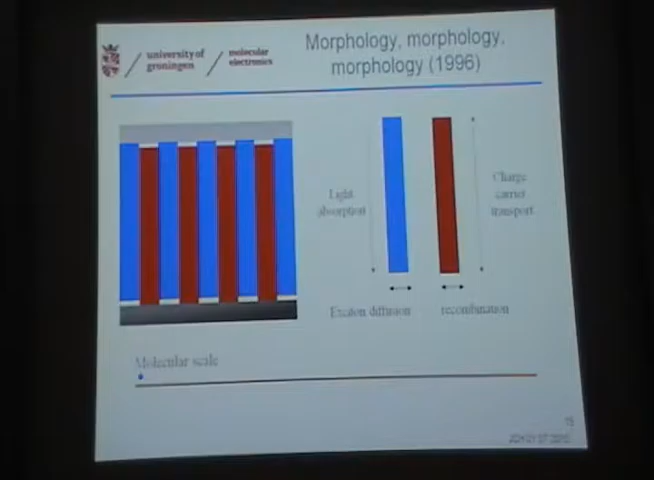 university of
groningen
molecular
electronics
Morphology, morphology,
morphology (1996)
Light
absorption
Charge
carrier
transport
Exciton diffusion
recombination
Molecular scale
15